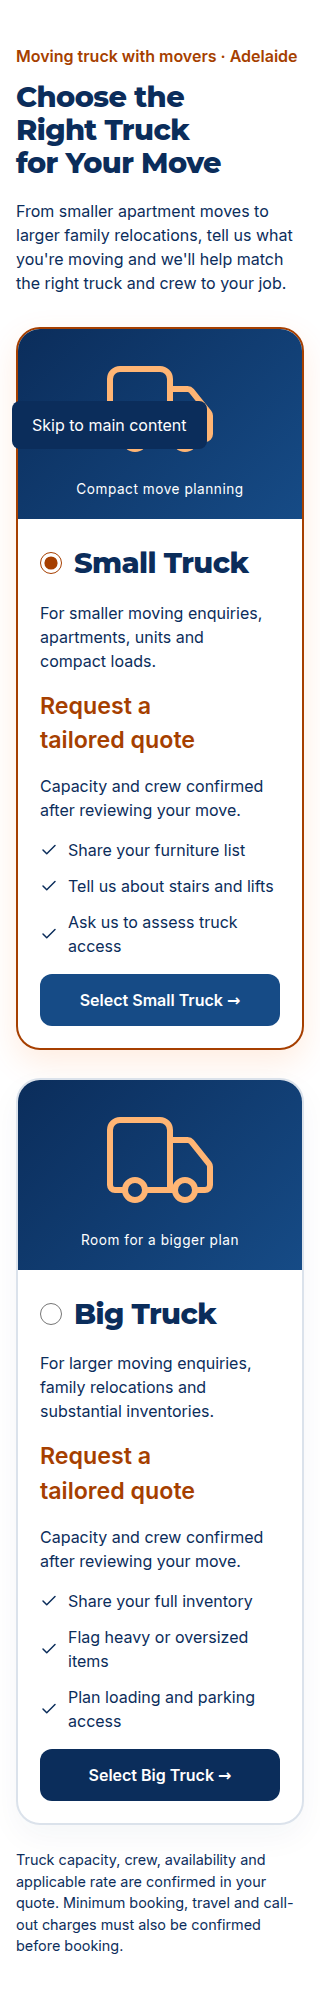 Moving truck with movers · Adelaide
Choose the
Right Truck
for Your Move
From smaller apartment moves to
larger family relocations, tell us what
you're moving and we'll help match
the right truck and crew to your job.
Skip to main content
Compact move planning
Small Truck
For smaller moving enquiries,
apartments, units and
compact loads.
Request a
tailored quote
Capacity and crew confirmed
after reviewing your move.
Share your furniture list
Tell us about stairs and lifts
Ask us to assess truck
access
Select Small Truck →
Room for a bigger plan
Big Truck
For larger moving enquiries,
family relocations and
substantial inventories.
Request a
tailored quote
Capacity and crew confirmed
after reviewing your move.
Share your full inventory
Flag heavy or oversized
items
Plan loading and parking
access
Select Big Truck →
Truck capacity, crew, availability and
applicable rate are confirmed in your
quote. Minimum booking, travel and call-
out charges must also be confirmed
before booking.